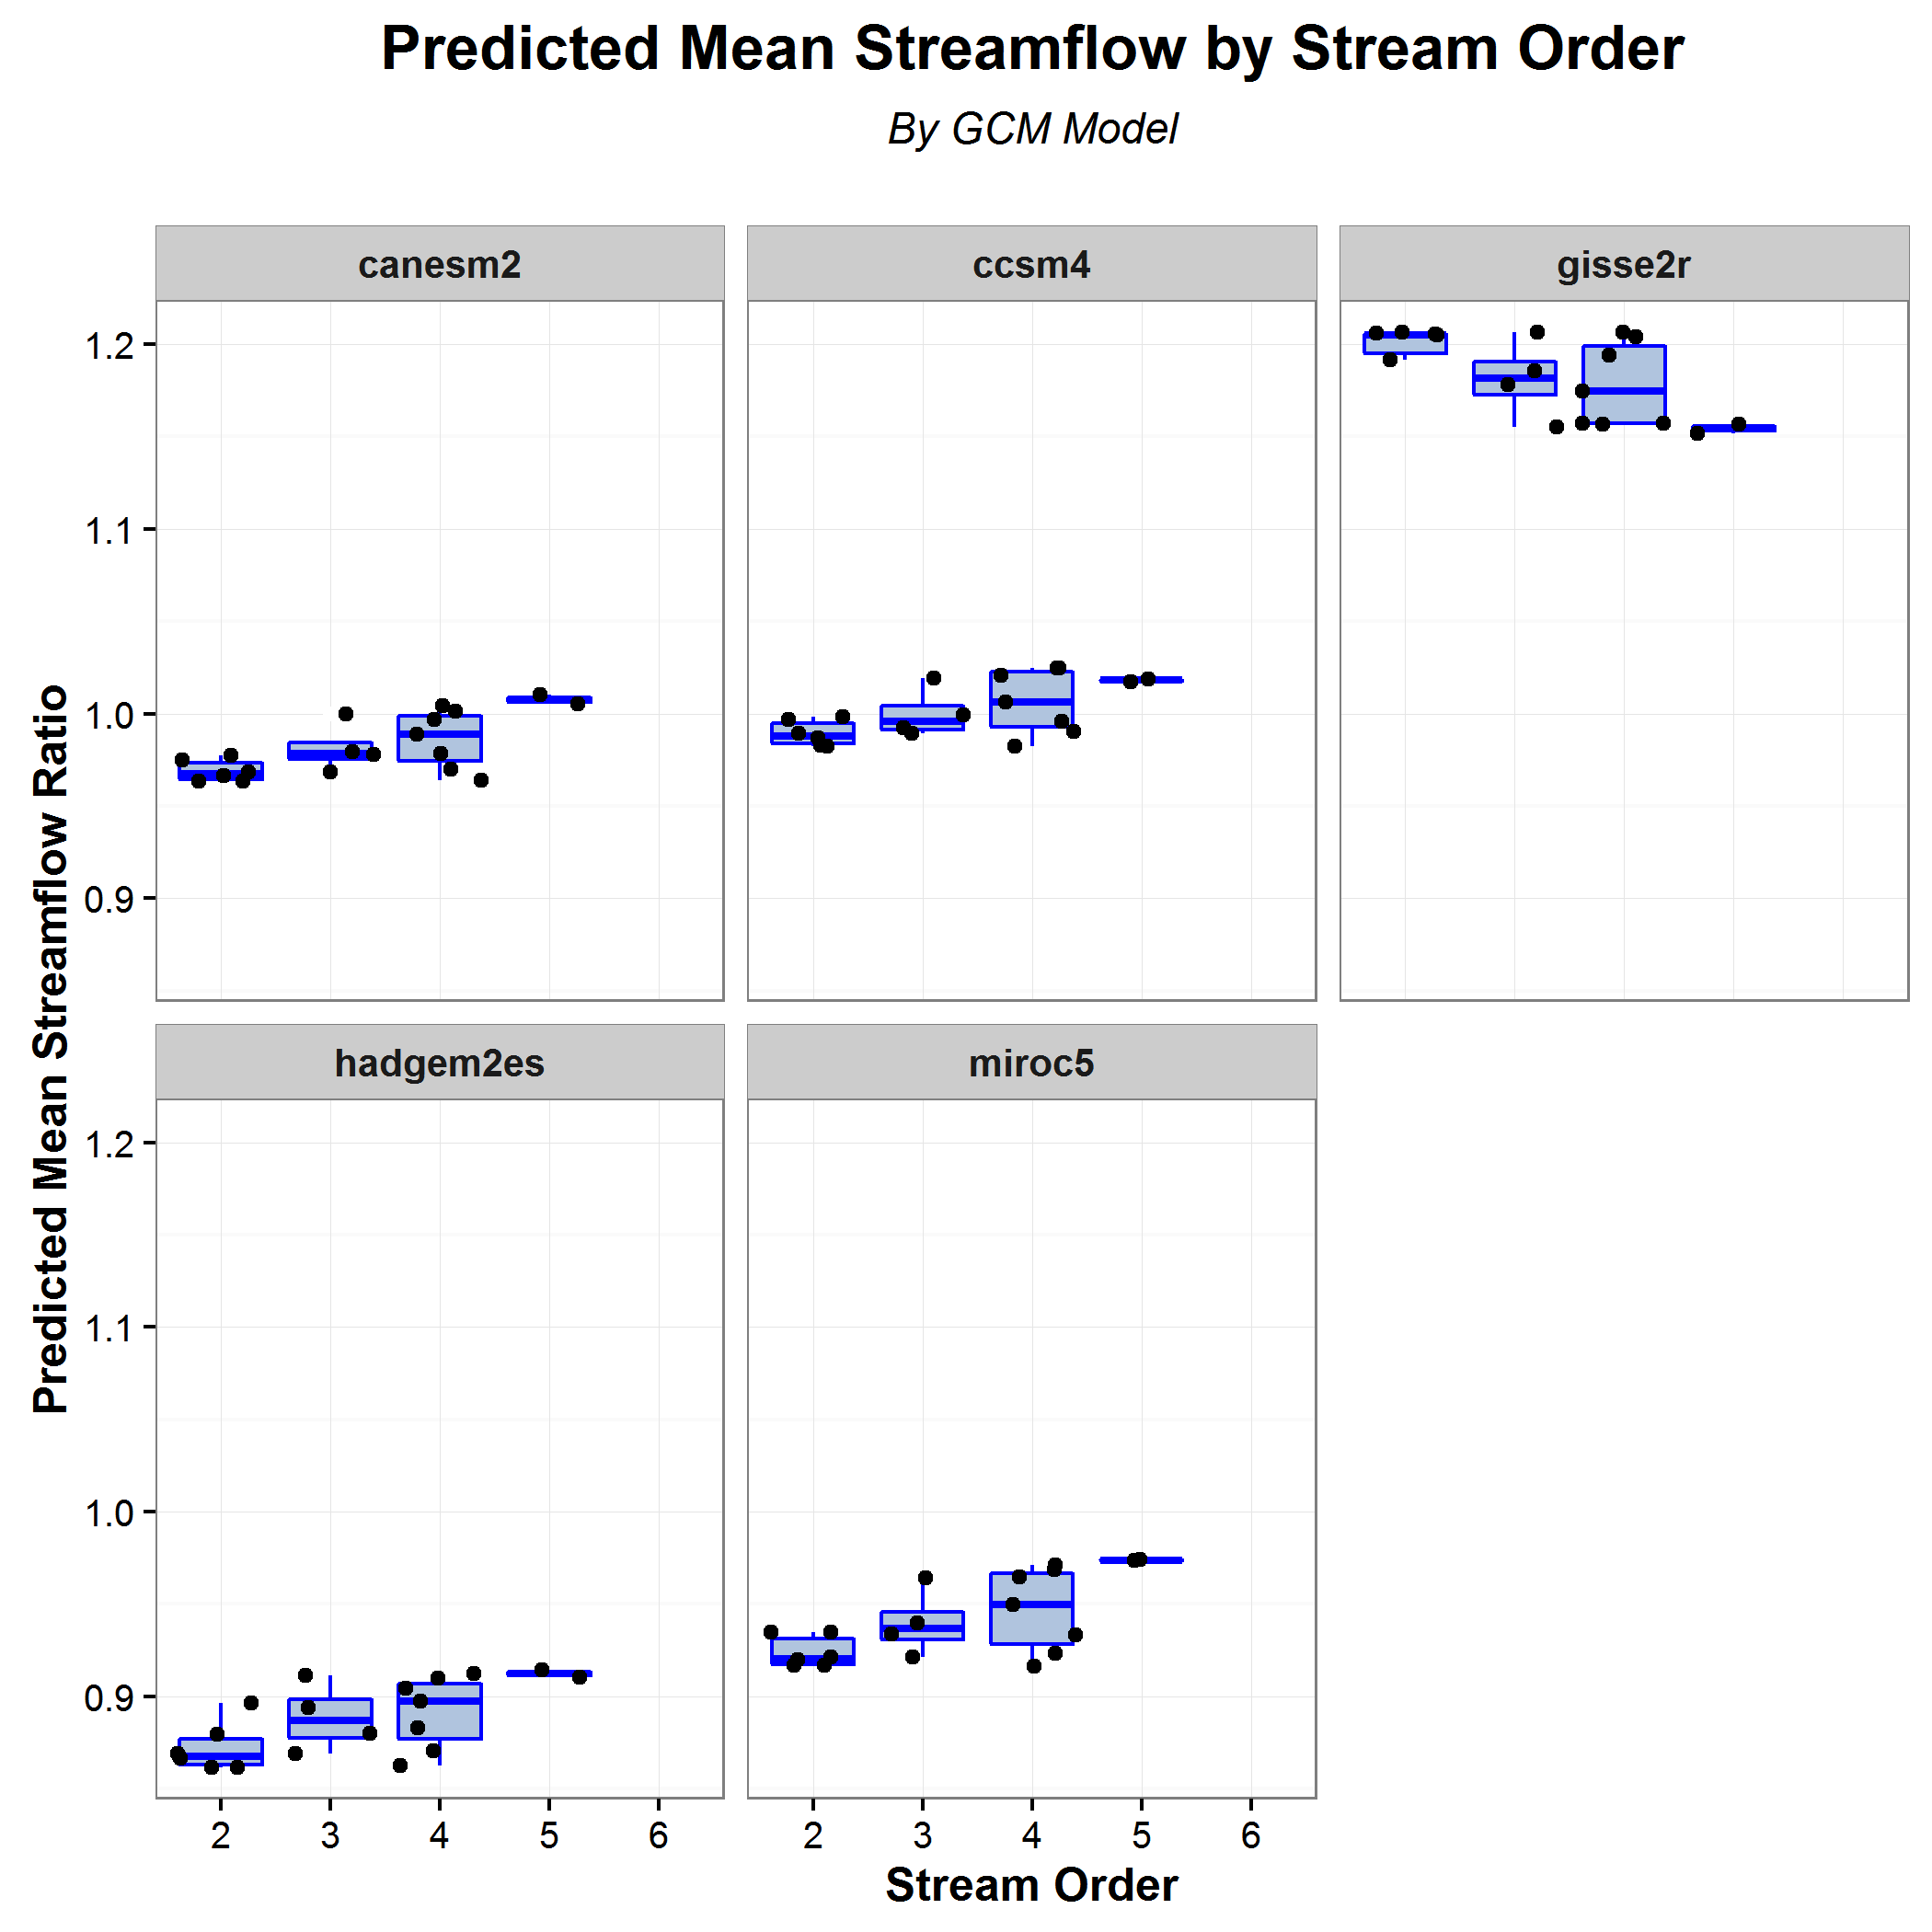 Predicted Mean Streamflow by Stream Order
By GCM Model
canesm2
ccsm4
gisse2r
1.2
1.1
1.0
0.9
Predicted Mean Streamflow Ratio
hadgem2es
miroc5
1.2
1.1
1.0
0.9
2 3 4 5 6
2 3 4 5 6
Stream Order